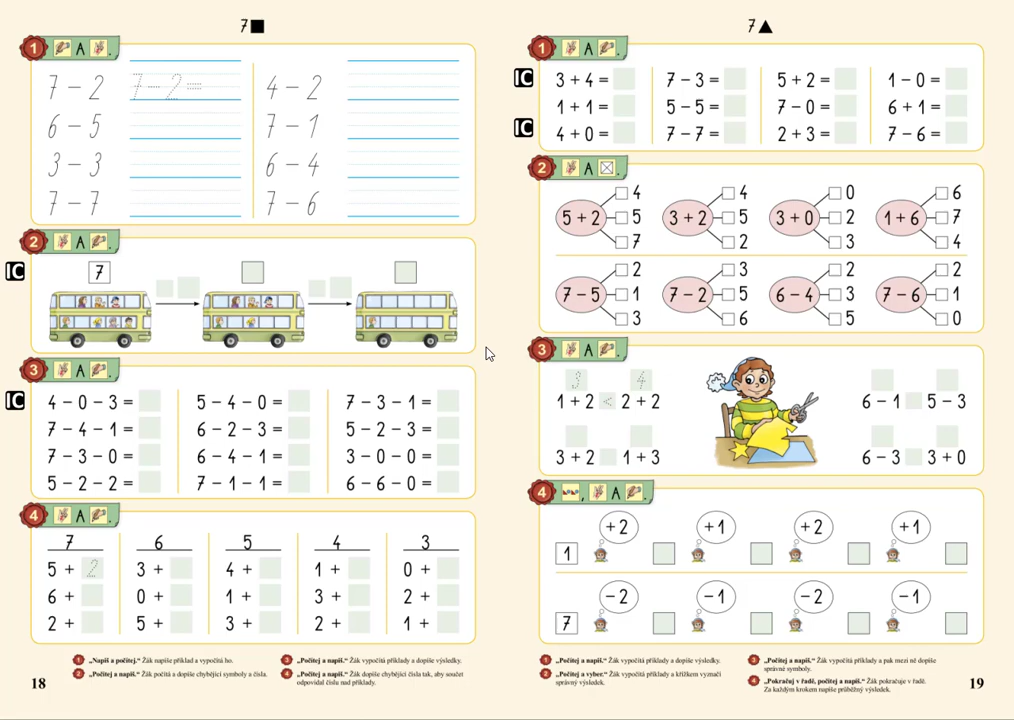 7 ■
1 A .
7 – 2 7 – 2 = 4 – 2
6 – 5 7 – 1
3 – 3 6 – 4
7 – 7 7 – 6
2 A .
IC
7
3 A .
IC
4 – 0 – 3 = 5 – 4 – 0 = 7 – 3 – 1 =
7 – 4 – 1 = 6 – 2 – 3 = 5 – 2 – 3 =
7 – 3 – 0 = 6 – 4 – 1 = 3 – 0 – 0 =
5 – 2 – 2 = 7 – 1 – 1 = 6 – 6 – 0 =
4 A .
7 6 5 4 3
5 + 2 3 + 4 + 1 + 0 +
6 + 0 + 1 + 3 + 2 +
2 + 5 + 3 + 2 + 1 +
1 „Napiš a počítej.“ Žák napíše příklad a vypočítá ho.
2 „Počítej a napiš.“ Žák počítá a dopíše chybějící symboly a čísla.
3 „Počítej a napiš.“ Žák vypočítá příklady a dopíše výsledky.
4 „Počítej a napiš.“ Žák dopíše chybějící čísla tak, aby součet
odpovídal číslu nad příklady.
18
7 ▲
1 A .
IC
IC
3 + 4 = 7 – 3 = 5 + 2 = 1 – 0 =
1 + 1 = 5 – 5 = 7 – 0 = 6 + 1 =
4 + 0 = 7 – 7 = 2 + 3 = 7 – 6 =
2 A .
4 4 0 6
5 + 2 5 3 + 2 5 3 + 0 2 1 + 6 7
7 2 3 4
2 3 2 2
7 – 5 1 7 – 2 5 6 – 4 3 7 – 6 1
3 6 5 0
3 A .
3 4
1 + 2 < 2 + 2 6 – 1 5 – 3
3 + 2 1 + 3 6 – 3 3 + 0
4 , A .
+ 2 + 1 + 2 + 1
1
– 2 – 1 – 2 – 1
7
1 „Počítej a napiš.“ Žák vypočítá příklady a dopíše výsledky.
2 „Počítej a vyber.“ Žák vypočítá příklady a křížkem vyznačí
správný výsledek.
3 „Počítej a napiš.“ Žák vypočítá příklady a pak mezi ně dopíše
správné symboly.
4 „Pokračuj v řadě, počítej a napiš.“ Žák pokračuje v řadě.
Za každým krokem napíše průběžný výsledek.
19